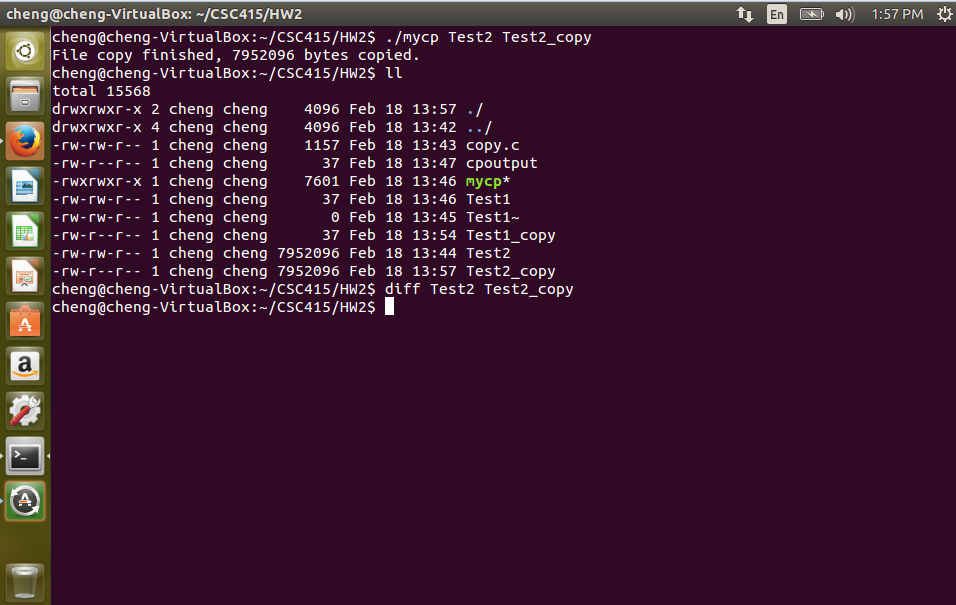 cheng@cheng-VirtualBox: ~/CSC415/HW2 En 1:57 PM
cheng@cheng-VirtualBox:~/CSC415/HW2$ ./mycp Test2 Test2_copy
File copy finished, 7952096 bytes copied.
cheng@cheng-VirtualBox:~/CSC415/HW2$ ll
total 15568
drwxrwxr-x 2 cheng cheng    4096 Feb 18 13:57 ./
drwxrwxr-x 4 cheng cheng    4096 Feb 18 13:42 ../
-rw-rw-r-- 1 cheng cheng    1157 Feb 18 13:43 copy.c
-rw-r--r-- 1 cheng cheng      37 Feb 18 13:47 cpoutput
-rwxrwxr-x 1 cheng cheng    7601 Feb 18 13:46 mycp*
-rw-rw-r-- 1 cheng cheng      37 Feb 18 13:46 Test1
-rw-rw-r-- 1 cheng cheng       0 Feb 18 13:45 Test1~
-rw-r--r-- 1 cheng cheng      37 Feb 18 13:54 Test1_copy
-rw-rw-r-- 1 cheng cheng 7952096 Feb 18 13:44 Test2
-rw-r--r-- 1 cheng cheng 7952096 Feb 18 13:57 Test2_copy
cheng@cheng-VirtualBox:~/CSC415/HW2$ diff Test2 Test2_copy
cheng@cheng-VirtualBox:~/CSC415/HW2$